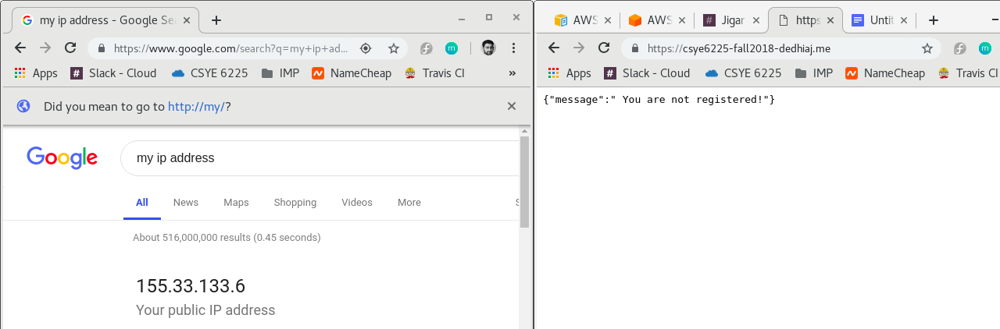 my ip address - Google Se
https://www.google.com/search?q=my+ip+ad...
Apps
Slack - Cloud
CSYE 6225
IMP
NameCheap
Travis CI
»
Did you mean to go to http://my/?
Google
my ip address
All
News
Maps
Shopping
Videos
More
About 516,000,000 results (0.45 seconds)
155.33.133.6
Your public IP address
AWS
AWS
Jigar
https
Untit
https://csye6225-fall2018-dedhiaj.me
Apps
Slack - Cloud
CSYE 6225
IMP
NameCheap
Travis CI
{"message":" You are not registered!"}